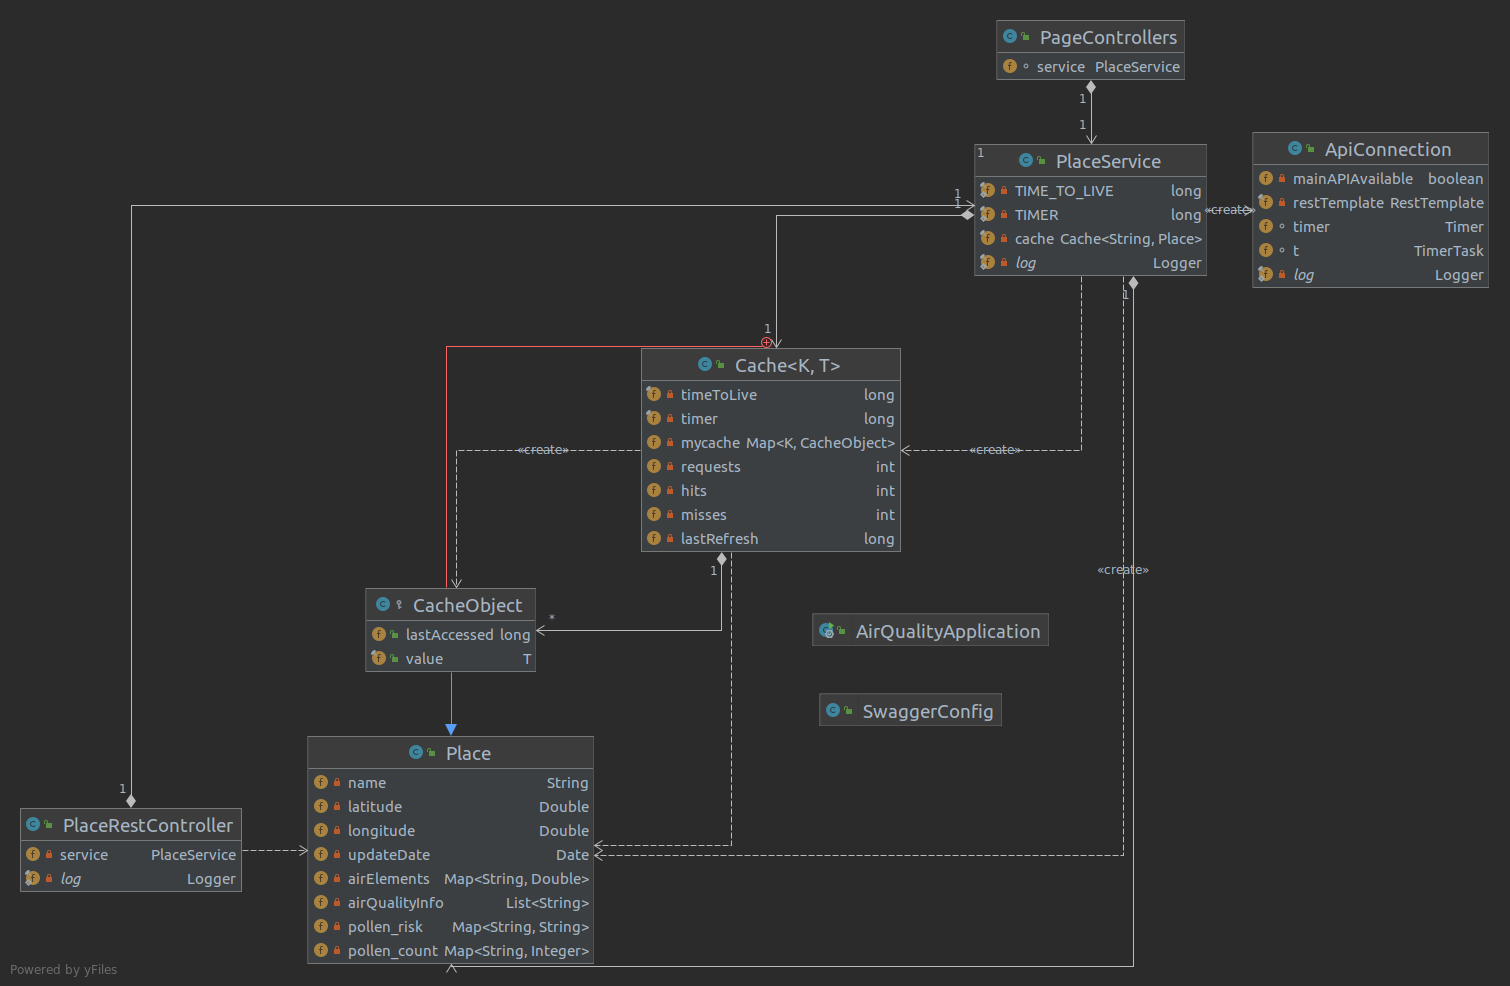 PageControllers
service PlaceService
1
1
1
PlaceService
TIME_TO_LIVE long
TIMER long
cache Cache<String, Place>
log Logger
1
1
«create»
ApiConnection
mainAPIAvailable boolean
restTemplate RestTemplate
timer Timer
t TimerTask
log Logger
1
1
Cache<K, T>
timeToLive long
timer long
mycache Map<K, CacheObject>
requests int
hits int
misses int
lastRefresh long
«create»
«create»
1
«create»
CacheObject
lastAccessed long
value T
*
AirQualityApplication
SwaggerConfig
Place
name String
latitude Double
longitude Double
updateDate Date
airElements Map<String, Double>
airQualityInfo List<String>
pollen_risk Map<String, String>
pollen_count Map<String, Integer>
1
PlaceRestController
service PlaceService
log Logger
Powered by yFiles